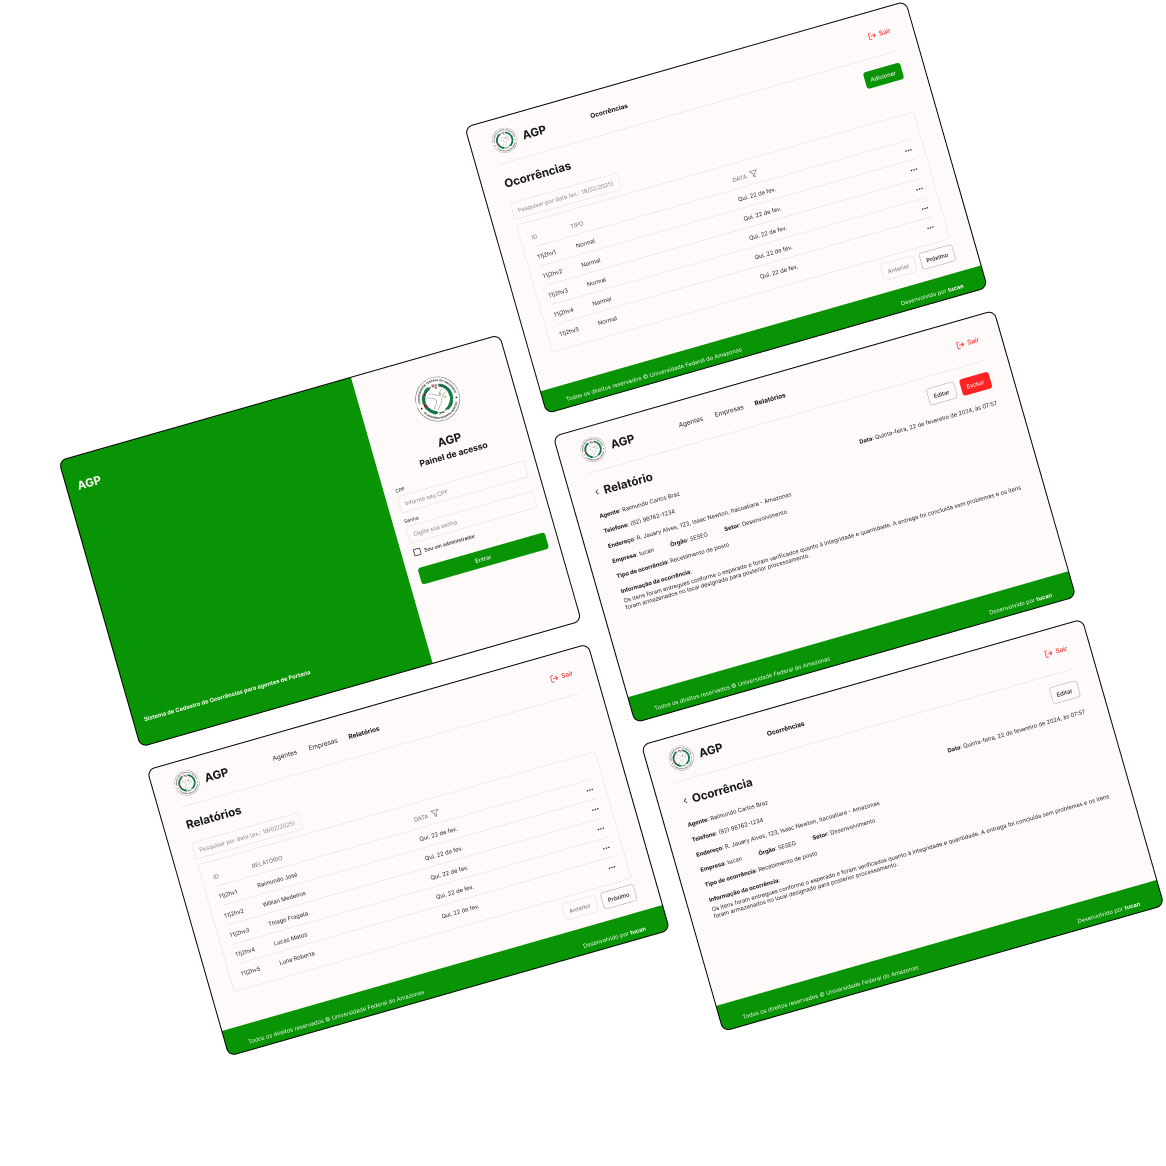 Sair
AGP
Ocorrências
Adicionar
Ocorrências
Pesquisar por data (ex.: 18/02/2025)
ID TIPO DATA
11j2hv1 Normal Qui. 22 de fev. ...
11j2hv2 Normal Qui. 22 de fev. ...
11j2hv3 Normal Qui. 22 de fev. ...
11j2hv4 Normal Qui. 22 de fev. ...
11j2hv5 Normal Qui. 22 de fev. ...
Anterior Próximo
Todos os direitos reservados © Universidade Federal do Amazonas Desenvolvido por tucan
AGP
Sistema de Cadastro de Ocorrências para agentes de Portaria
AGP
Painel de acesso
CPF
Informe seu CPF
Senha
Digite sua senha
Sou um administrador
Entrar
Sair
AGP
Agentes Empresas Relatórios
Editar Excluir
Relatório
Data: Quinta-feira, 22 de fevereiro de 2024, às 07:57
Agente: Raimundo Carlos Braz
Telefone: (92) 98762-1234
Endereço: R. Jauary Alves, 123, Isaac Newton, Itacoatiara - Amazonas
Empresa: tucan Órgão: SESEG Setor: Desenvolvimento
Tipo de ocorrência: Recebimento de posto
Informação da ocorrência:
Os itens foram entregues conforme o esperado e foram verificados quanto à integridade e quantidade. A entrega foi concluída sem problemas e os itens
foram armazenados no local designado para posterior processamento.
Todos os direitos reservados © Universidade Federal do Amazonas Desenvolvido por tucan
Sair
AGP
Agentes Empresas Relatórios
Relatórios
Pesquisar por data (ex.: 18/02/2025)
ID RELATÓRIO DATA
11j2hv1 Raimundo José Qui. 22 de fev. ...
11j2hv2 Willian Medeiros Qui. 22 de fev. ...
11j2hv3 Thiago Fragata Qui. 22 de fev. ...
11j2hv4 Lucas Matos Qui. 22 de fev. ...
11j2hv5 Luna Roberta Qui. 22 de fev. ...
Anterior Próximo
Todos os direitos reservados © Universidade Federal do Amazonas Desenvolvido por tucan
Sair
AGP
Ocorrências
Editar
Ocorrência
Data: Quinta-feira, 22 de fevereiro de 2024, às 07:57
Agente: Raimundo Carlos Braz
Telefone: (92) 98762-1234
Endereço: R. Jauary Alves, 123, Isaac Newton, Itacoatiara - Amazonas
Empresa: tucan Órgão: SESEG Setor: Desenvolvimento
Tipo de ocorrência: Recebimento de posto
Informação da ocorrência:
Os itens foram entregues conforme o esperado e foram verificados quanto à integridade e quantidade. A entrega foi concluída sem problemas e os itens
foram armazenados no local designado para posterior processamento.
Todos os direitos reservados © Universidade Federal do Amazonas Desenvolvido por tucan